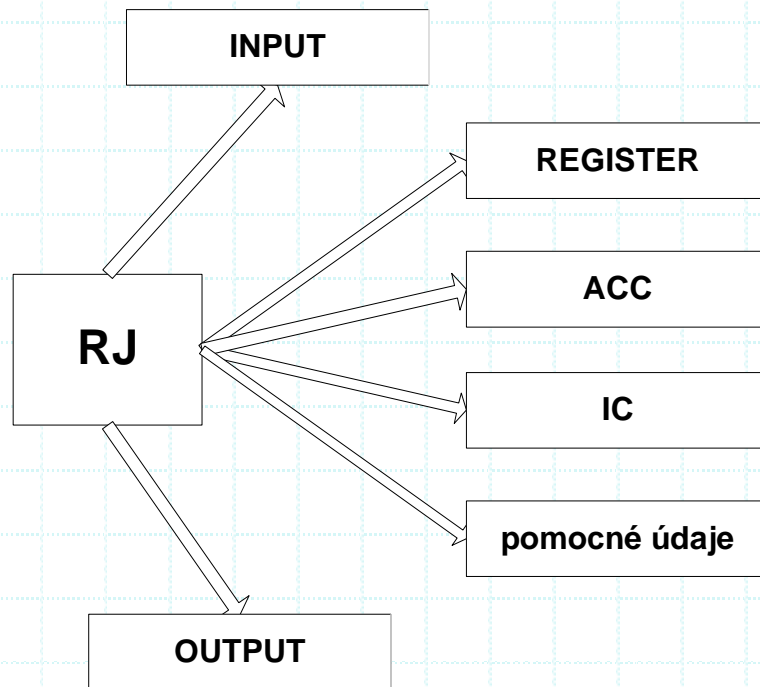 INPUT
REGISTER
ACC
RJ
IC
pomocné údaje
OUTPUT